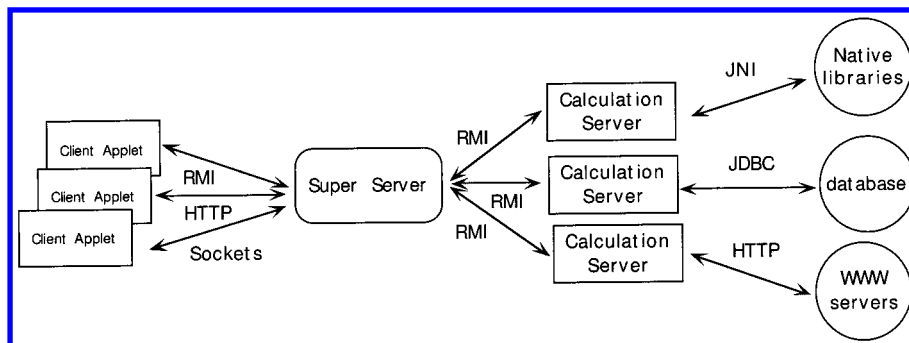 Client Applet
Client Applet
Client Applet
RMI
HTTP
Sockets
Super Server
RMI
RMI
RMI
Calculation
Server
Calculation
Server
Calculation
Server
JNI
JDBC
HTTP
Native
libraries
database
WWW
servers